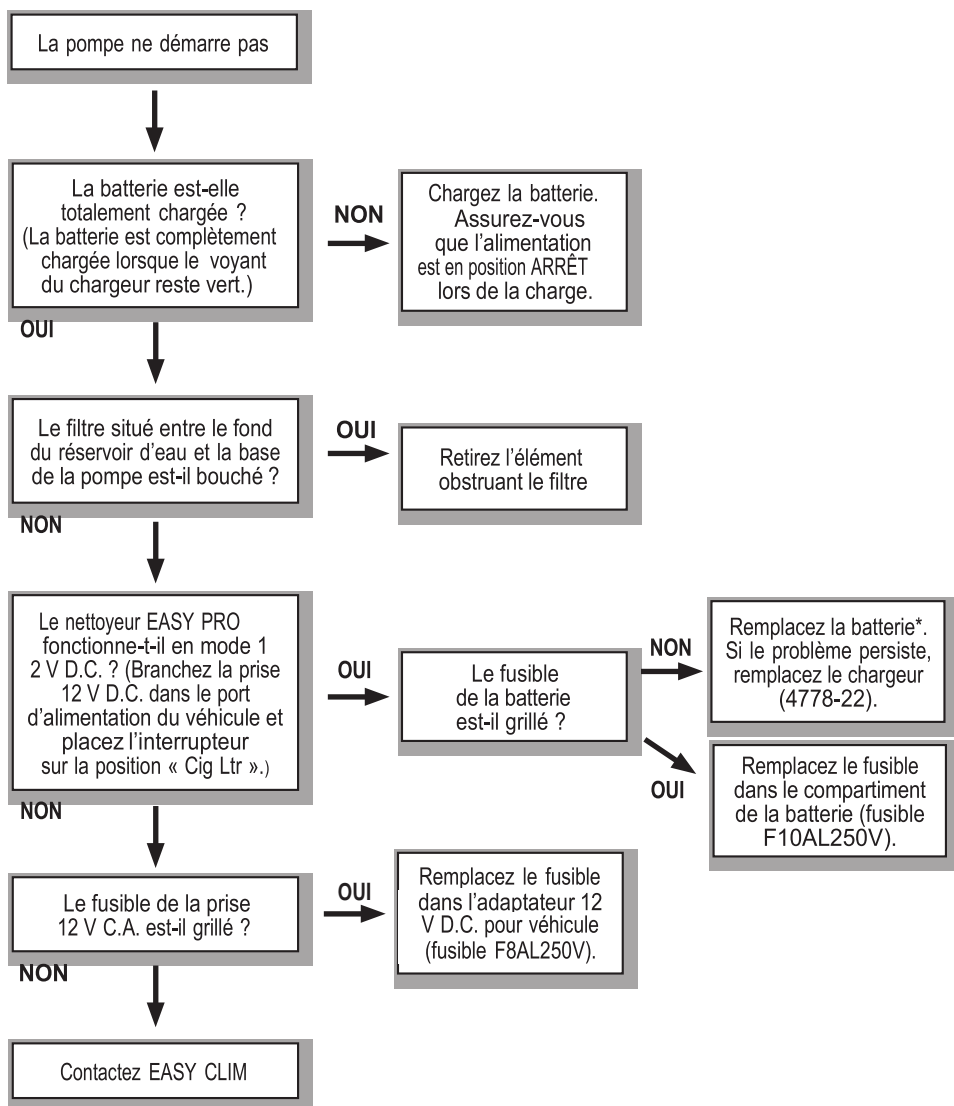 La pompe ne démarre pas
La batterie est-elle
totalement chargée ?
(La batterie est complètement
chargée lorsque le voyant
du chargeur reste vert.)
NON
Chargez la batterie.
Assurez-vous
que l'alimentation
est en position ARRÊT
lors de la charge.
OUI
Le filtre situé entre le fond
du réservoir d'eau et la base
de la pompe est-il bouché ?
OUI
Retirez l'élément
obstruant le filtre
NON
Le nettoyeur EASY PRO
fonctionne-t-il en mode 1
2 V D.C. ? (Branchez la prise
12 V D.C. dans le port
d'alimentation du véhicule et
placez l'interrupteur
sur la position « Cig Ltr ».)
OUI
Le fusible
de la batterie
est-il grillé ?
NON
Remplacez la batterie*.
Si le problème persiste,
remplacez le chargeur
(4778-22).
OUI
Remplacez le fusible
dans le compartiment
de la batterie (fusible
F10AL250V).
NON
Le fusible de la prise
12 V C.A. est-il grillé ?
OUI
Remplacez le fusible
dans l'adaptateur 12
V D.C. pour véhicule
(fusible F8AL250V).
NON
Contactez EASY CLIM